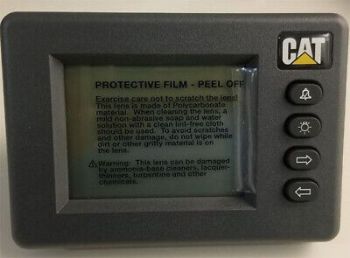 CAT
PROTECTIVE FILM - PEEL OFF
Exercise care not to scratch the lens!
This lens is made of Polycarbonate
material. When cleaning the lens, a
mild non-abrasive soap and water
solution with a clean lint-free cloth
should be used. To avoid scratches
and other damage, do not wipe while
dirt or other gritty material is on
the lens.
Warning: This lens can be damaged
by ammonia-base cleaners, lacquer-
thinners, turpentine and other
chemicals.